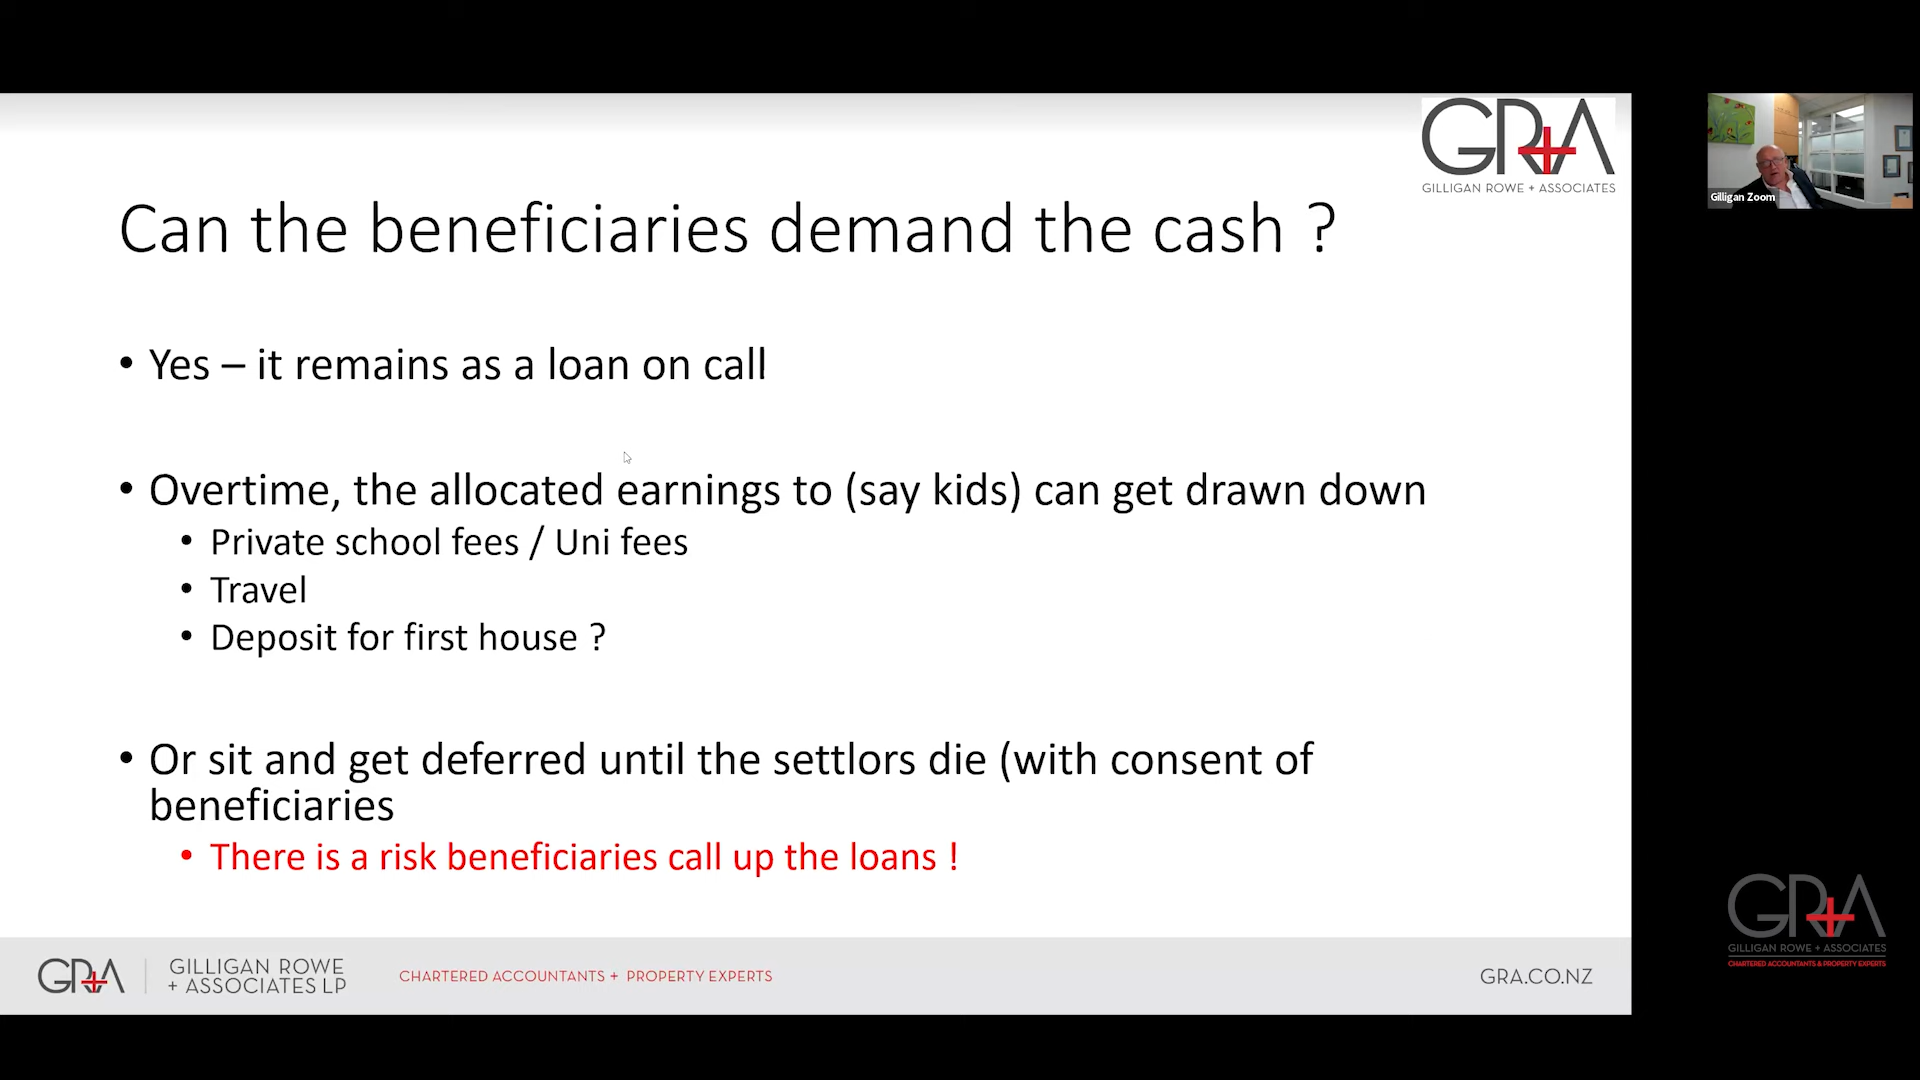 GRA
GILLIGAN ROWE + ASSOCIATES
Gilligan Zoom
Can the beneficiaries demand the cash ?
• Yes – it remains as a loan on call
• Overtime, the allocated earnings to (say kids) can get drawn down
• Private school fees / Uni fees
• Travel
• Deposit for first house ?
• Or sit and get deferred until the settlors die (with consent of
beneficiaries
• There is a risk beneficiaries call up the loans !
GRA
GILLIGAN ROWE + ASSOCIATES
CHARTERED ACCOUNTANTS & PROPERTY EXPERTS
GRA
GILLIGAN ROWE
+ ASSOCIATES LP
CHARTERED ACCOUNTANTS + PROPERTY EXPERTS
GRA.CO.NZ